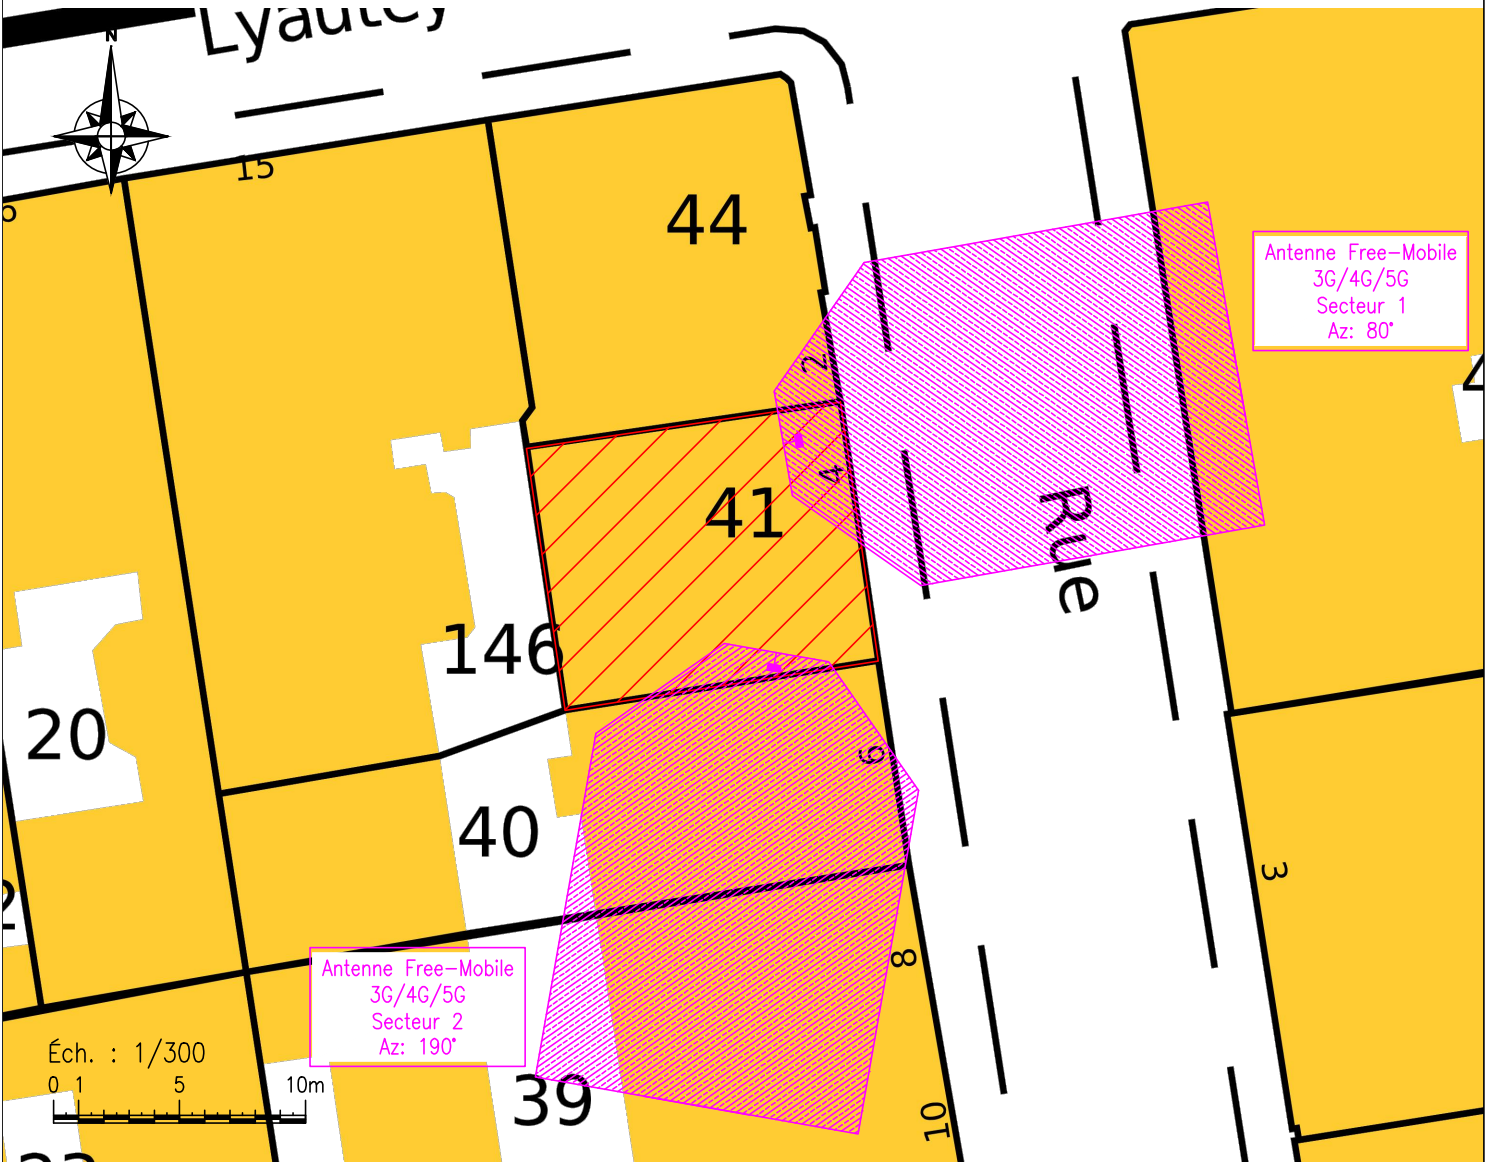 Lyautey
N
15
44
Antenne Free-Mobile
3G/4G/5G
Secteur 1
Az: 80°
2
4
41
Rue
146
20
6
40
3
Antenne Free-Mobile
3G/4G/5G
Secteur 2
Az: 190°
8
Éch. : 1/300
0 1 5 10m
39
10